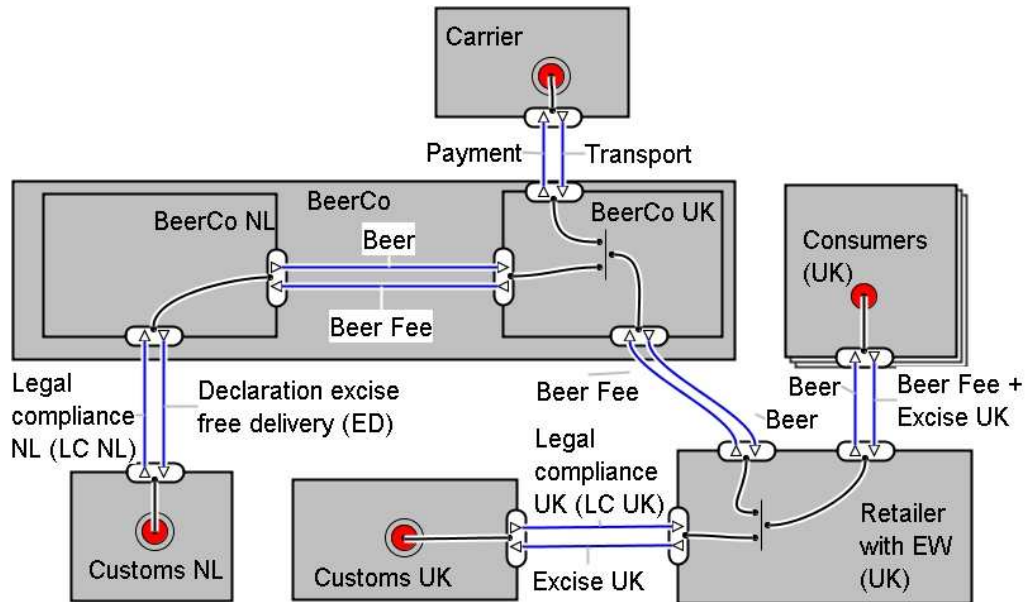 Carrier
Payment
Transport
BeerCo
BeerCo NL
BeerCo UK
Beer
Beer Fee
Consumers
(UK)
Legal
compliance
NL (LC NL)
Declaration excise
free delivery (ED)
Beer Fee
Beer
Beer
Beer Fee +
Excise UK
Legal
compliance
UK (LC UK)
Excise UK
Customs NL
Customs UK
Retailer
with EW
(UK)